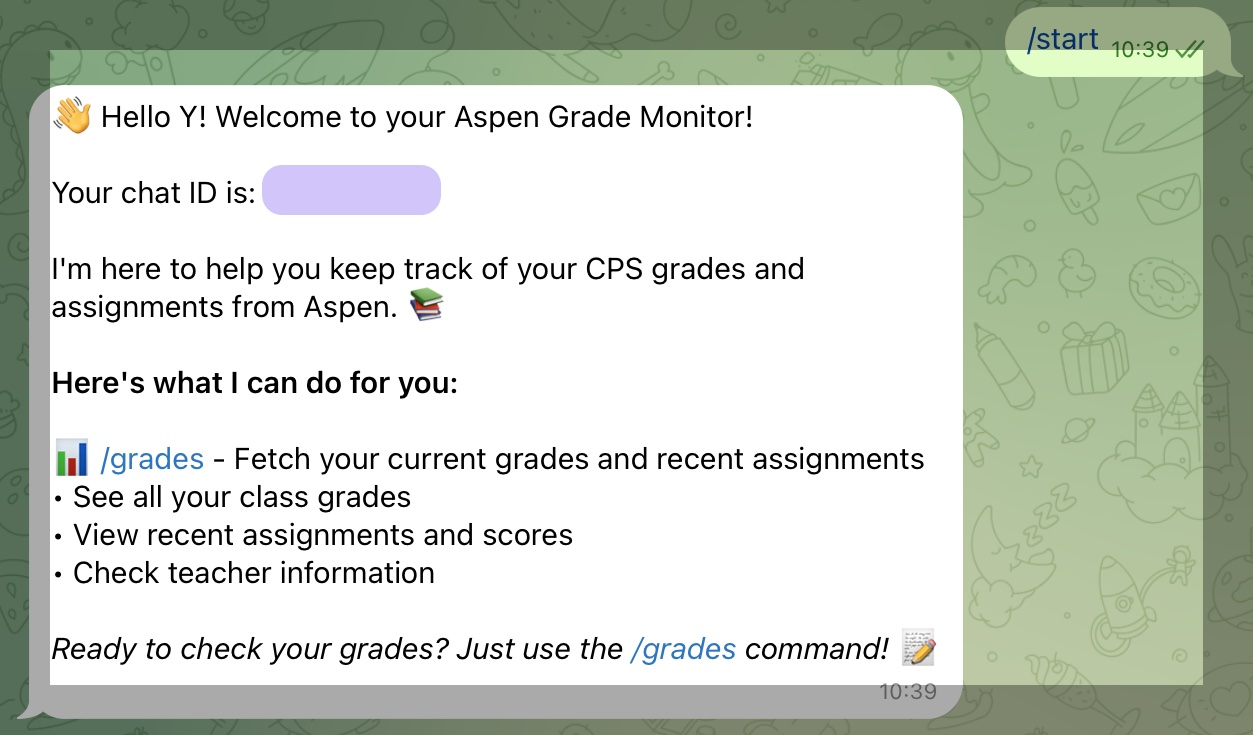 /start 10:39
👋 Hello Y! Welcome to your Aspen Grade Monitor!
Your chat ID is:
I'm here to help you keep track of your CPS grades and
assignments from Aspen. 📚
Here's what I can do for you:
📊 /grades - Fetch your current grades and recent assignments
• See all your class grades
• View recent assignments and scores
• Check teacher information
Ready to check your grades? Just use the /grades command! 📝
10:39